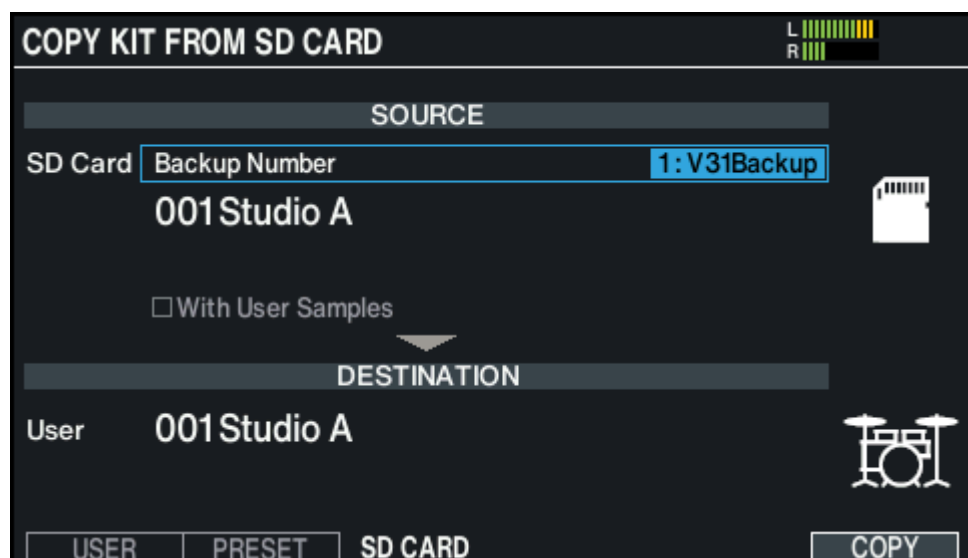 COPY KIT FROM SD CARD
L
R
SOURCE
SD Card Backup Number 1: V31Backup
001 Studio A
With User Samples
DESTINATION
User 001 Studio A
USER PRESET SD CARD COPY